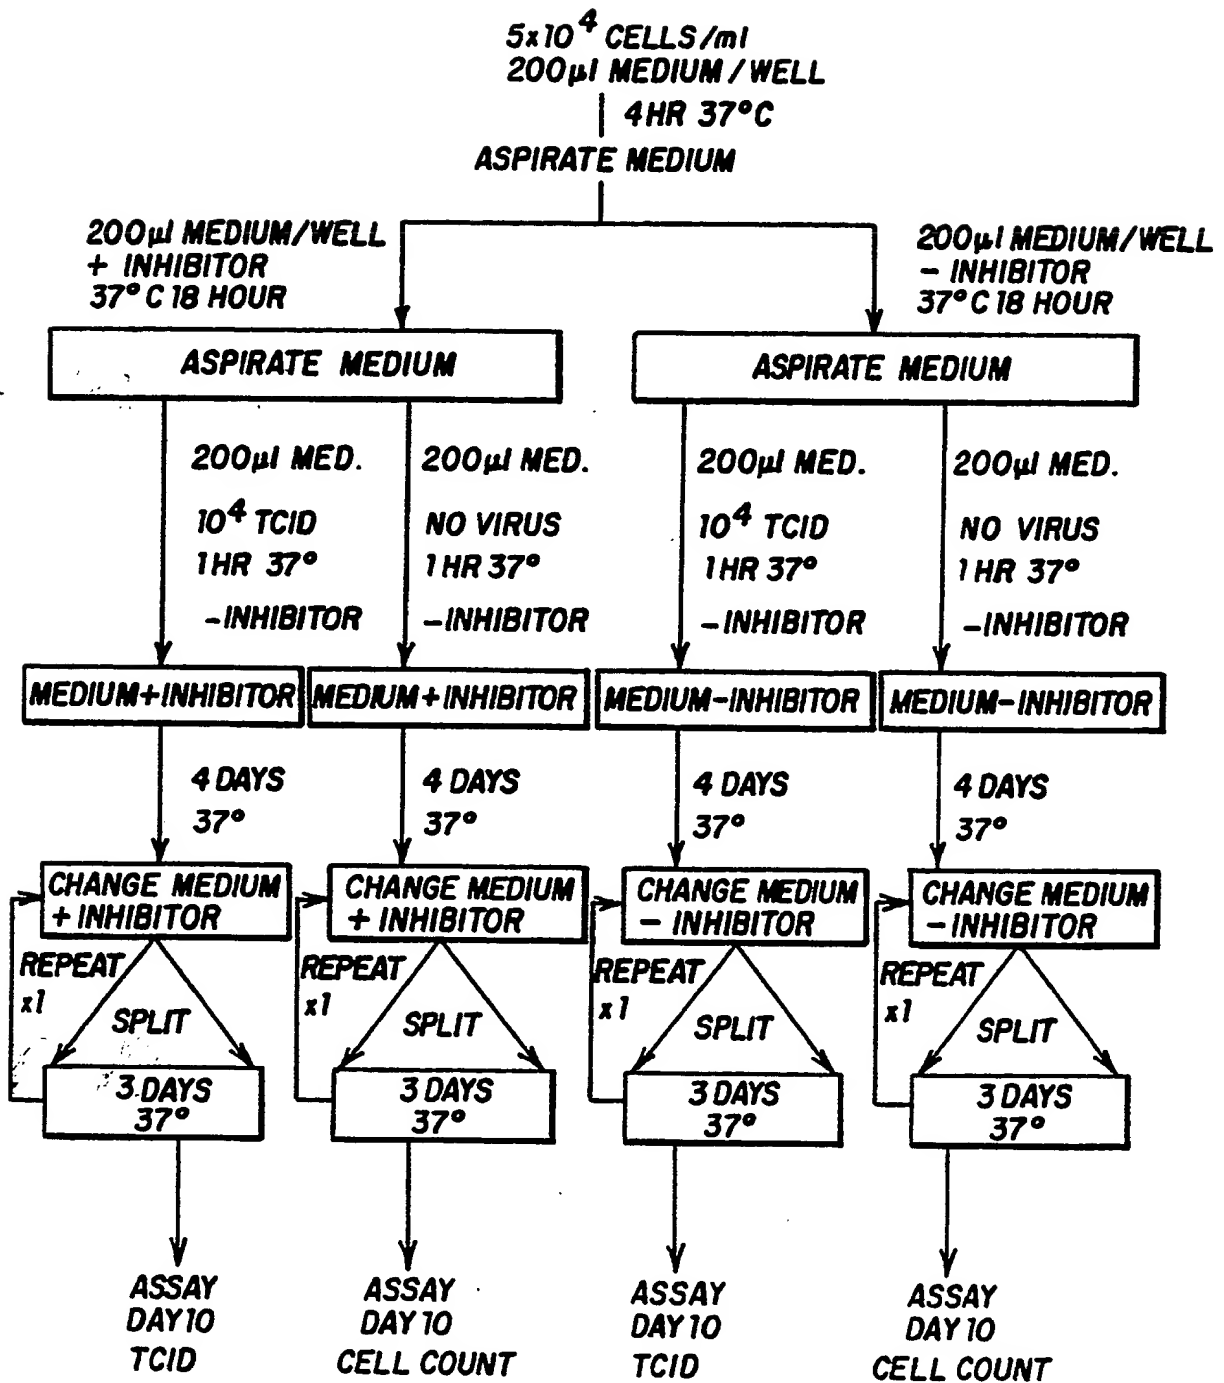 5x10⁴ CELLS/ml
200µl MEDIUM/WELL
4HR 37°C
ASPIRATE MEDIUM
200µl MEDIUM/WELL
+ INHIBITOR
37°C 18 HOUR
200µl MEDIUM/WELL
- INHIBITOR
37°C 18 HOUR
ASPIRATE MEDIUM
ASPIRATE MEDIUM
200µl MED.
10⁴ TCID
1HR 37°
-INHIBITOR
200µl MED.
NO VIRUS
1HR 37°
-INHIBITOR
200µl MED.
10⁴ TCID
1HR 37°
-INHIBITOR
200µl MED.
NO VIRUS
1HR 37°
-INHIBITOR
MEDIUM+INHIBITOR
MEDIUM+INHIBITOR
MEDIUM-INHIBITOR
MEDIUM-INHIBITOR
4 DAYS
37°
4 DAYS
37°
4 DAYS
37°
4 DAYS
37°
CHANGE MEDIUM
+ INHIBITOR
CHANGE MEDIUM
+ INHIBITOR
CHANGE MEDIUM
- INHIBITOR
CHANGE MEDIUM
- INHIBITOR
REPEAT
x1
SPLIT
REPEAT
x1
SPLIT
REPEAT
x1
SPLIT
REPEAT
x1
SPLIT
3 DAYS
37°
3 DAYS
37°
3 DAYS
37°
3 DAYS
37°
ASSAY
DAY 10
TCID
ASSAY
DAY 10
CELL COUNT
ASSAY
DAY 10
TCID
ASSAY
DAY 10
CELL COUNT